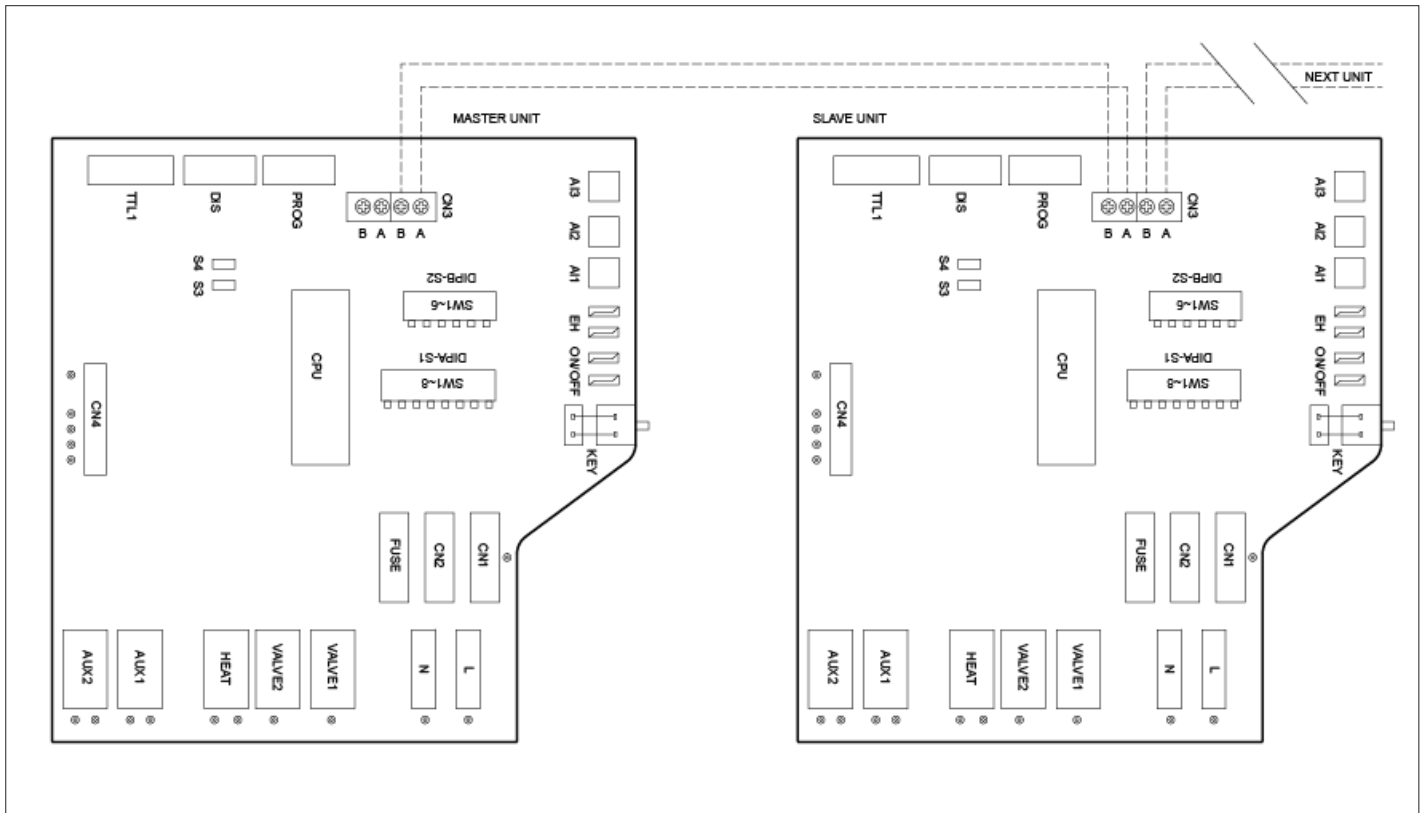 NEXT UNIT
MASTER UNIT
SLAVE UNIT
TTL1
DIS
PROG
CN3
B A B A
AI3
AI2
AI1
S4
S3
DIPB-S2
SW1~6
DIPA-S1
SW1~8
EH
ON/OFF
KEY
CPU
CN4
FUSE
CN2
CN1
AUX2
AUX1
HEAT
VALVE2
VALVE1
N
L
TTL1
DIS
PROG
CN3
B A B A
AI3
AI2
AI1
S4
S3
DIPB-S2
SW1~6
DIPA-S1
SW1~8
EH
ON/OFF
KEY
CPU
CN4
FUSE
CN2
CN1
AUX2
AUX1
HEAT
VALVE2
VALVE1
N
L